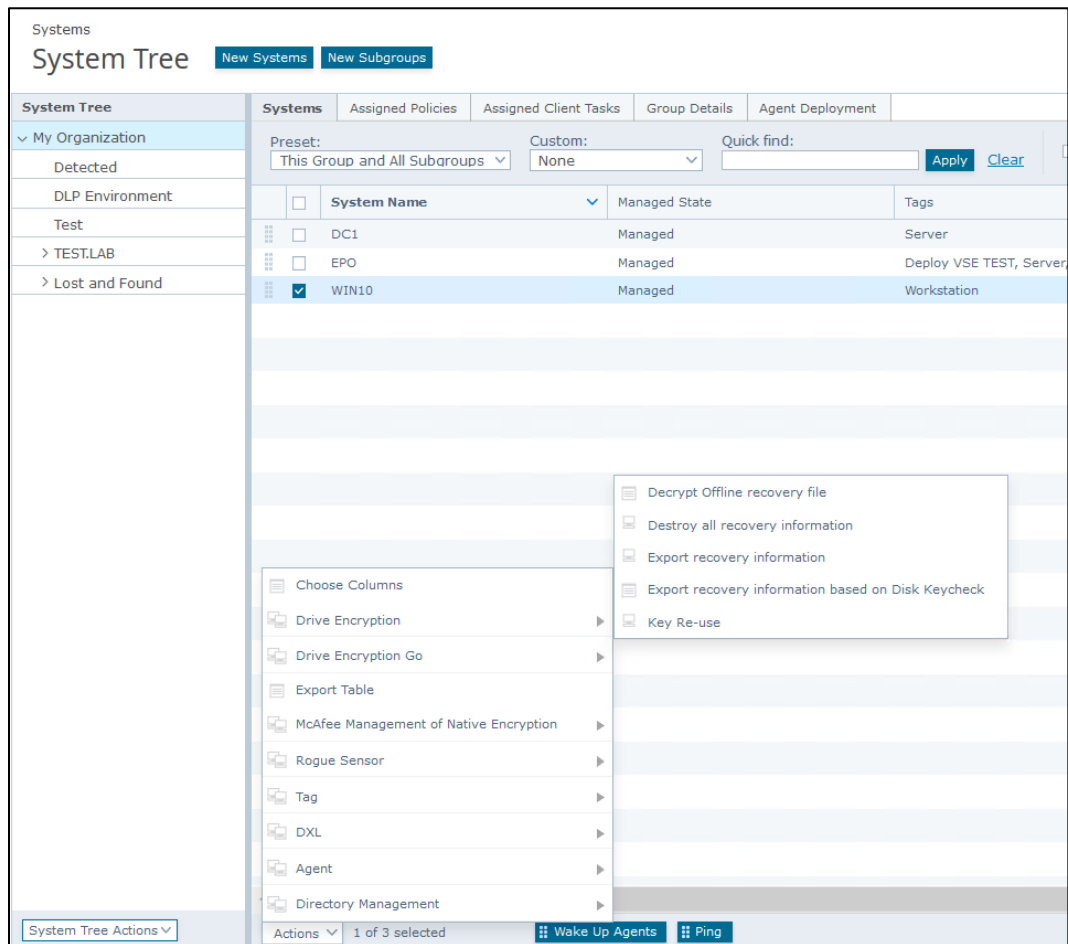 Systems
System Tree New Systems New Subgroups
System Tree
My Organization
Detected
DLP Environment
Test
TEST.LAB
Lost and Found
Systems Assigned Policies Assigned Client Tasks Group Details Agent Deployment
Preset: Custom: Quick find:
This Group and All Subgroups None Apply Clear
System Name Managed State Tags
DC1 Managed Server
EPO Managed Deploy VSE TEST, Server,
WIN10 Managed Workstation
Decrypt Offline recovery file
Destroy all recovery information
Export recovery information
Export recovery information based on Disk Keycheck
Key Re-use
Choose Columns
Drive Encryption
Drive Encryption Go
Export Table
McAfee Management of Native Encryption
Rogue Sensor
Tag
DXL
Agent
Directory Management
System Tree Actions Actions 1 of 3 selected Wake Up Agents Ping